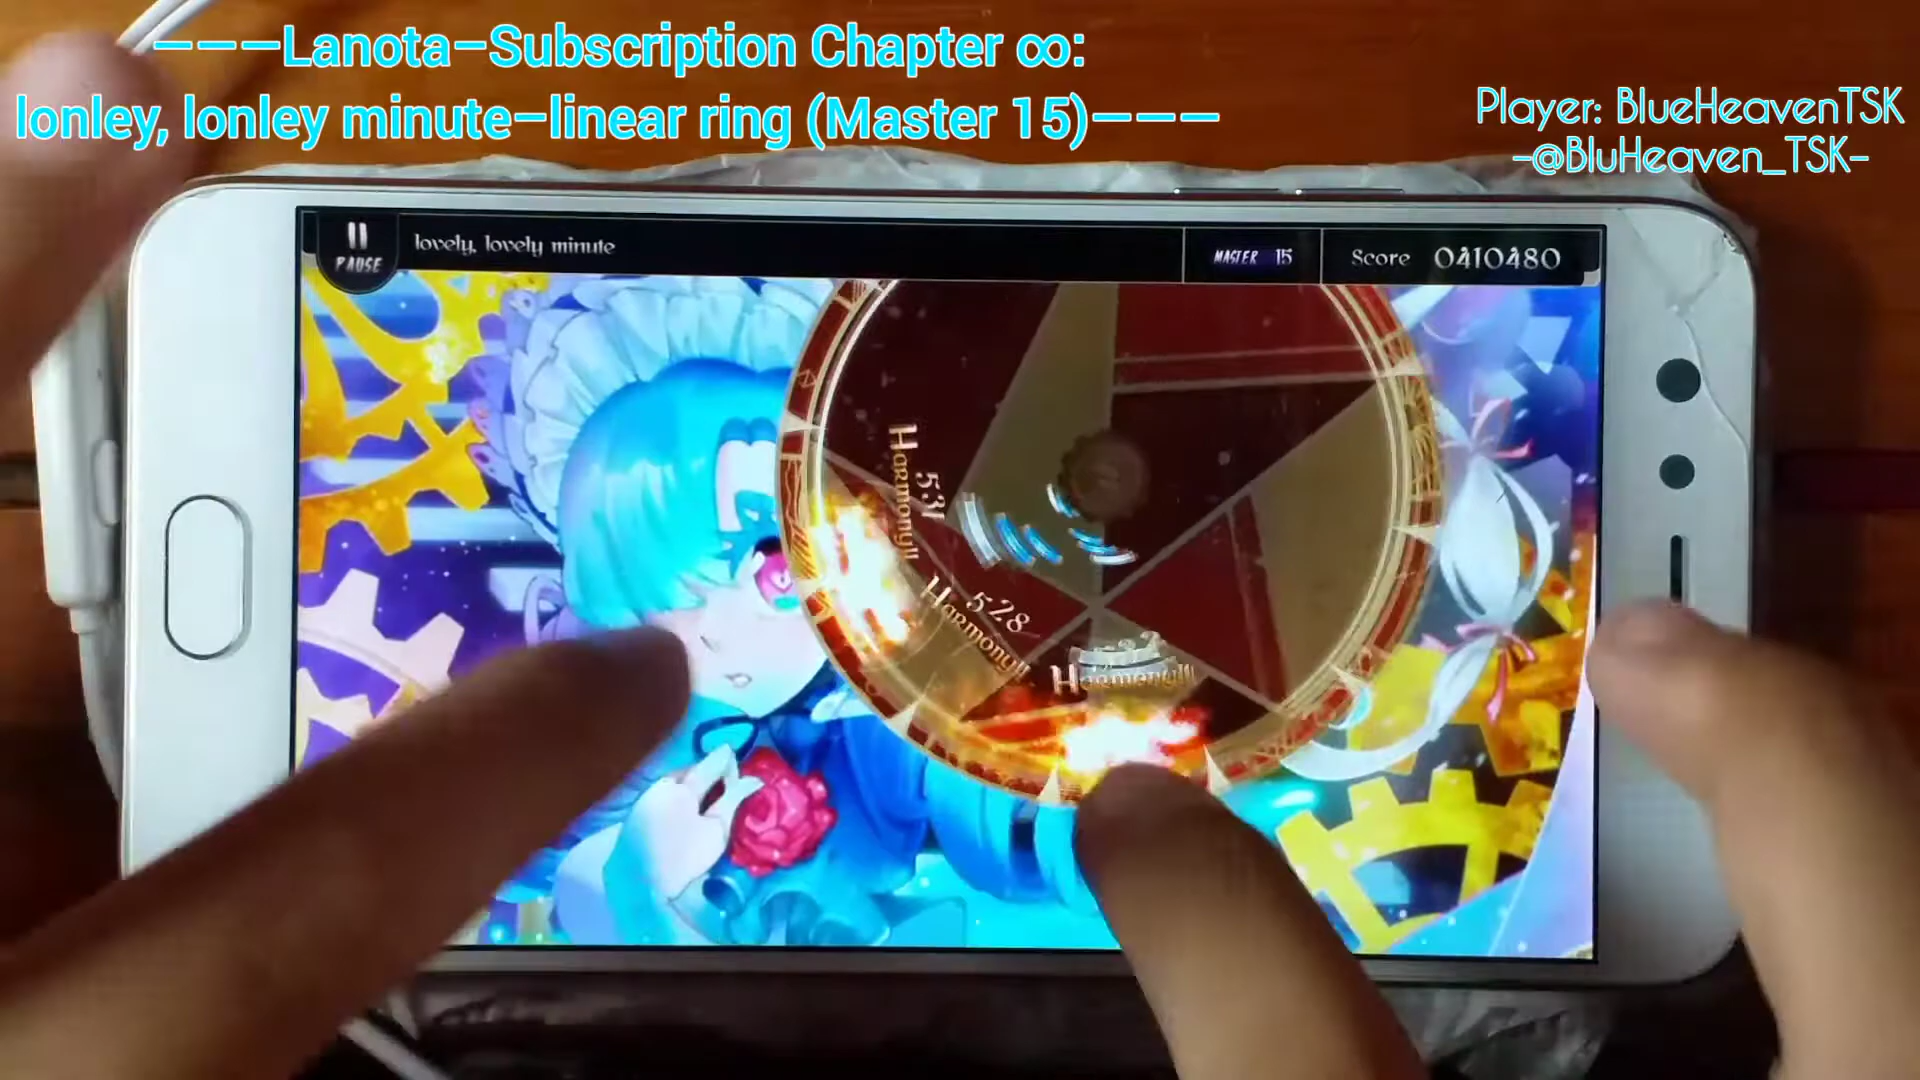 ———Lanota—Subscription Chapter ∞:
lonley, lonley minute—linear ring (Master 15)———
Player: BlueHeavenTSK
—@BluHeaven_TSK—
PAUSE
lovely, lovely minute
MASTER 15
Score 0410480
531
Harmony!!
528
Harmony!!
Harmony!!